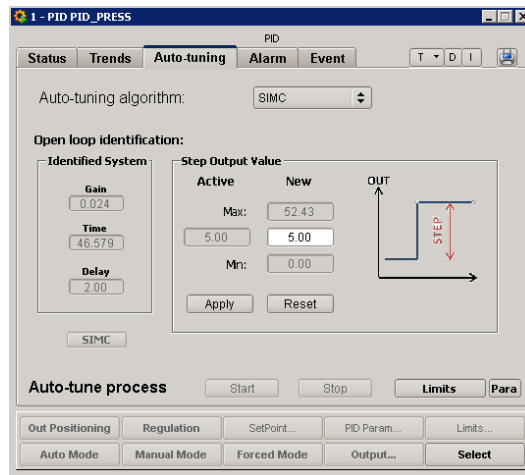 1 - PID PID_PRESS
PID
Status Trends Auto-tuning Alarm Event T D I
Auto-tuning algorithm: SIMC
Open loop identification:
Identified System Step Output Value
Active New OUT
Gain
0.024 Max: 52.43
Time
46.579 5.00 5.00 STEP
Min: 0.00
Delay
2.00
Apply Reset
SIMC
Auto-tune process Start Stop Limits Para
Out Positioning Regulation SetPoint... PID Param... Limits...
Auto Mode Manual Mode Forced Mode Output... Select